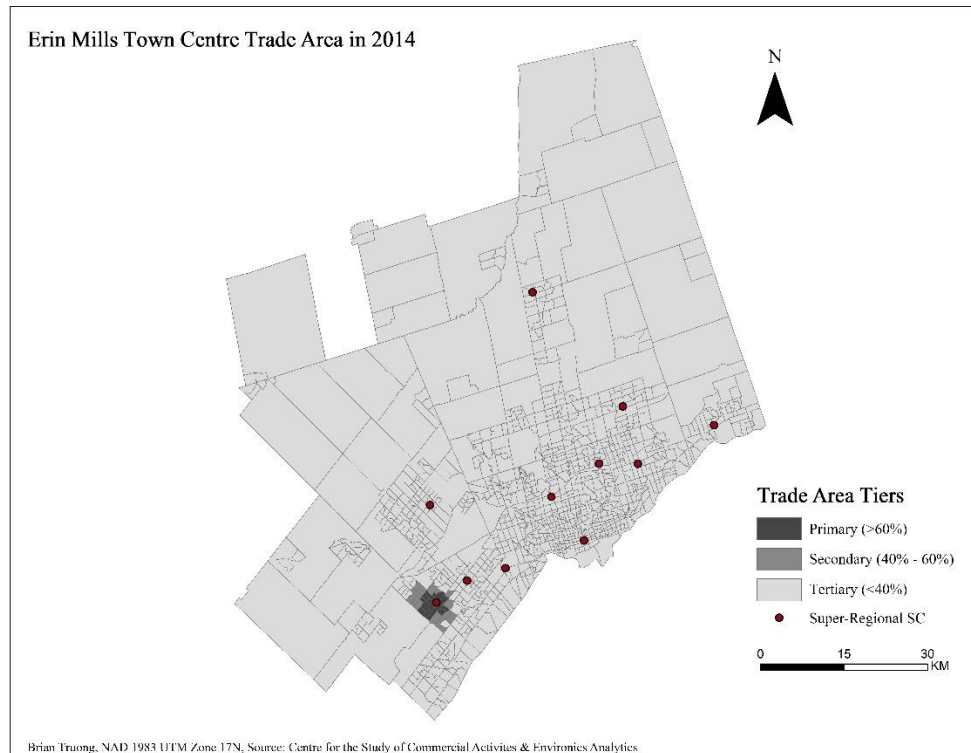 Erin Mills Town Centre Trade Area in 2014
N
Trade Area Tiers
Primary (>60%)
Secondary (40% - 60%)
Tertiary (<40%)
Super-Regional SC
0 15 30
KM
Brian Truong, NAD 1983 UTM Zone 17N, Source: Centre for the Study of Commercial Activites & Environics Analytics